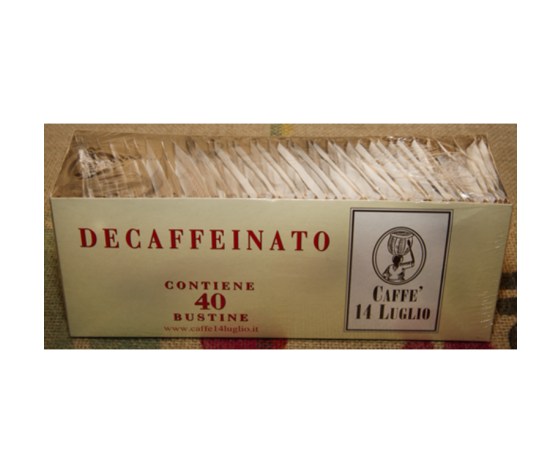 DECAFFEINATO
CONTIENE
40
BUSTINE
www.caffe14luglio.it
CAFFE'
14 LUGLIO